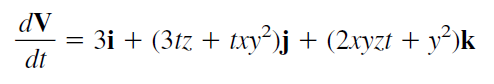 dV/dt = 3i + (3tz + txy²)j + (2xyzt + y²)k